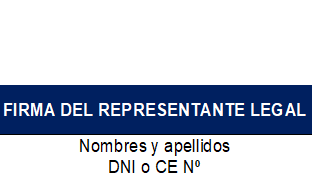 FIRMA DEL REPRESENTANTE LEGAL
Nombres y apellidos
DNI o CE Nº